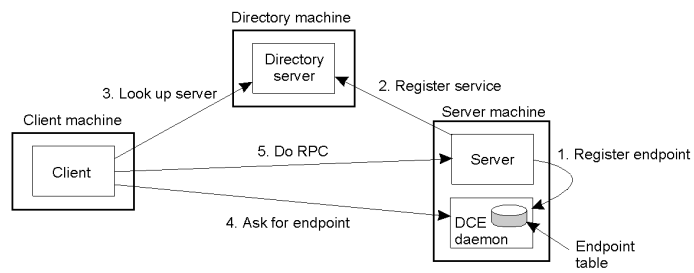 Directory machine
Directory
server
3. Look up server
2. Register service
Client machine
Server machine
Client
5. Do RPC
Server
1. Register endpoint
4. Ask for endpoint
DCE
daemon
Endpoint
table